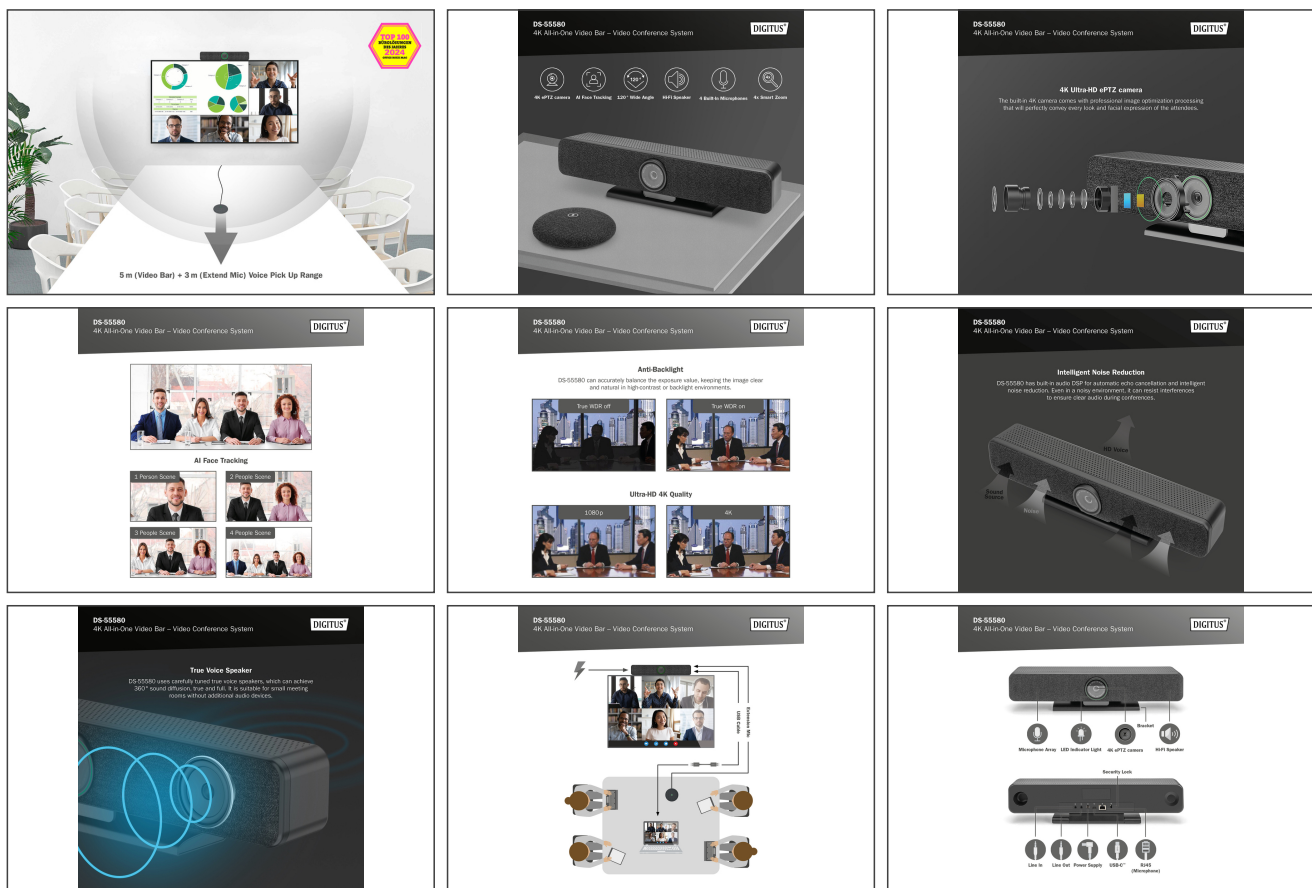 TOP 100
BÜROLÖSUNGEN
DES JAHRES
2024
5 m (Video Bar) + 3 m (Extend Mic) Voice Pick Up Range
DS-55580
4K All-in-One Video Bar – Video Conference System
DIGITUS®
4K ePTZ camera
AI Face Tracking
120°
120° Wide Angle
Hi-Fi Speaker
4 Built-in Microphones
4x Smart Zoom
DS-55580
4K All-in-One Video Bar – Video Conference System
DIGITUS®
4K Ultra-HD ePTZ camera
The built-in 4K camera comes with professional image optimization processing
that will perfectly convey every look and facial expression of the attendees.
DS-55580
4K All-in-One Video Bar – Video Conference System
DIGITUS®
AI Face Tracking
1 Person Scene
2 People Scene
3 People Scene
4 People Scene
DS-55580
4K All-in-One Video Bar – Video Conference System
DIGITUS®
Anti-Backlight
DS-55580 can accurately balance the exposure value, keeping the image clear
and natural in high-contrast or backlight environments.
True WDR off
True WDR on
Ultra-HD 4K Quality
1080p
4K
DS-55580
4K All-in-One Video Bar – Video Conference System
DIGITUS®
Intelligent Noise Reduction
DS-55580 has built-in audio DSP for automatic echo cancellation and intelligent
noise reduction. Even in a noisy environment, it can resist interferences
to ensure clear audio during conferences.
HD Voice
Sound
Source
Noise
DS-55580
4K All-in-One Video Bar – Video Conference System
DIGITUS®
True Voice Speaker
DS-55580 uses carefully tuned true voice speakers, which can achieve
360° sound diffusion, true and full. It is suitable for small meeting
rooms without additional audio devices.
DS-55580
4K All-in-One Video Bar – Video Conference System
DIGITUS®
USB Cable
Extensive Mic
DS-55580
4K All-in-One Video Bar – Video Conference System
DIGITUS®
Bracket
Microphone Array
LED Indicator Light
4K ePTZ camera
Hi-Fi Speaker
Security Lock
Line In
Line Out
Power Supply
USB-C™
RJ45
(Microphone)